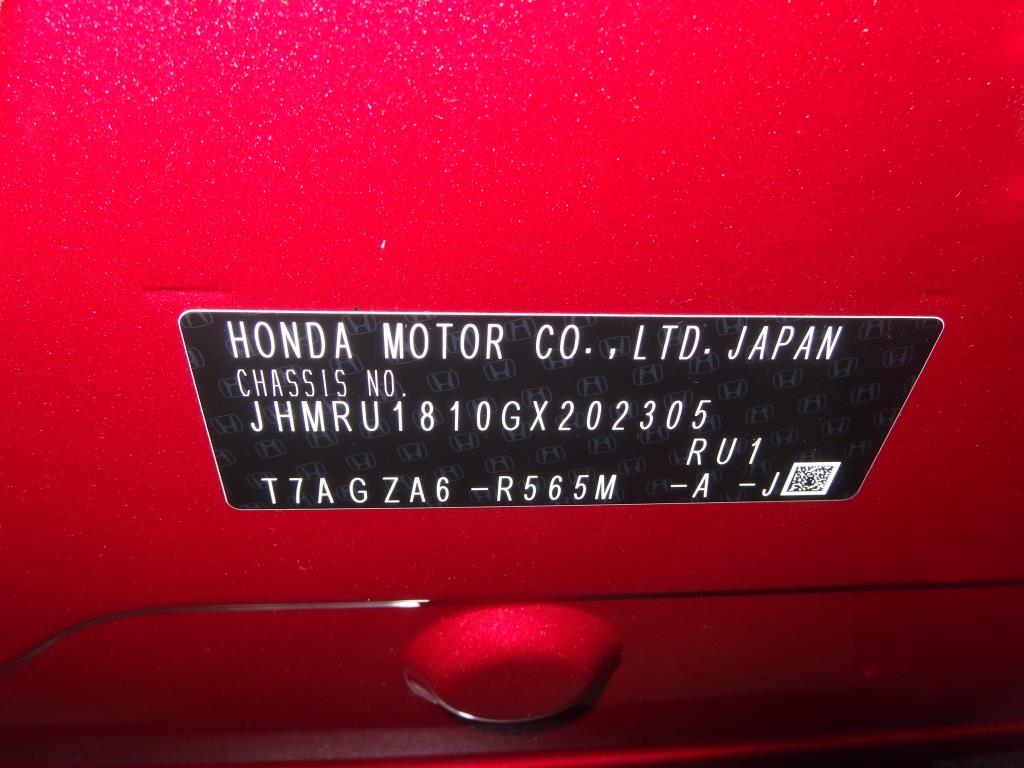 HONDA MOTOR CO.,LTD.JAPAN
CHASSIS NO.
JHMRU1810GX202305
RU1
T7AGZA6-R565M -A -J